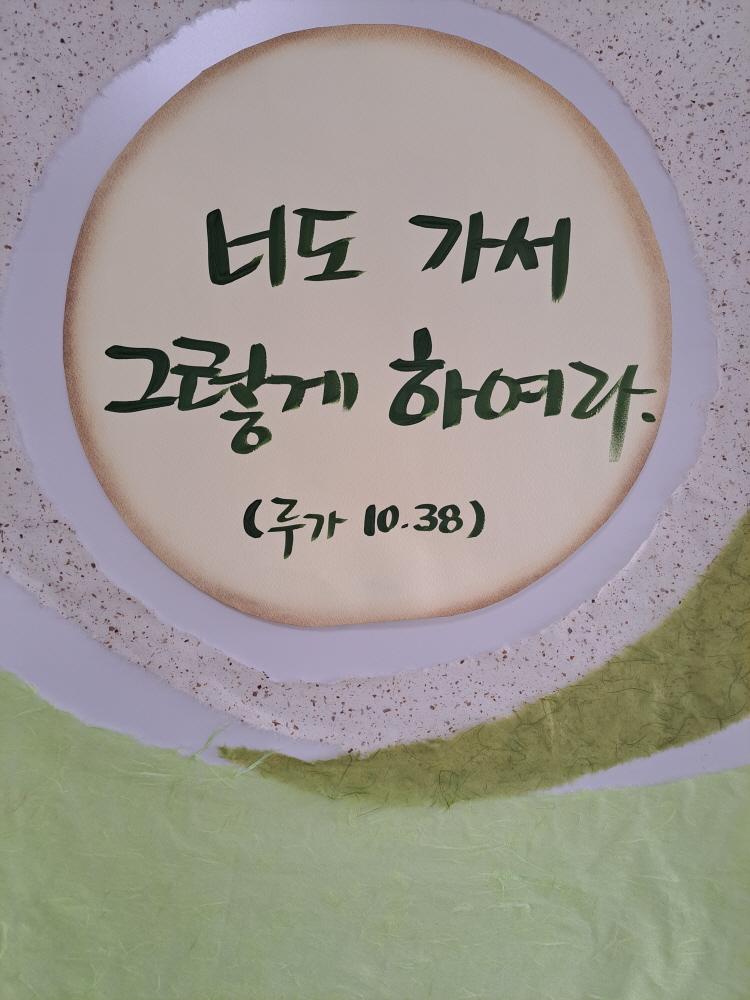 너도 가서
그렇게 하여라.
(루가 10.38)